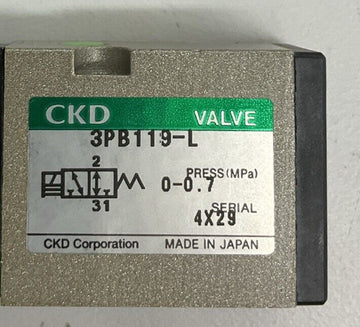 CKD VALVE
3PB119-L
2
PRESS(MPa)
0-0.7
31
SERIAL
4X29
CKD Corporation MADE IN JAPAN